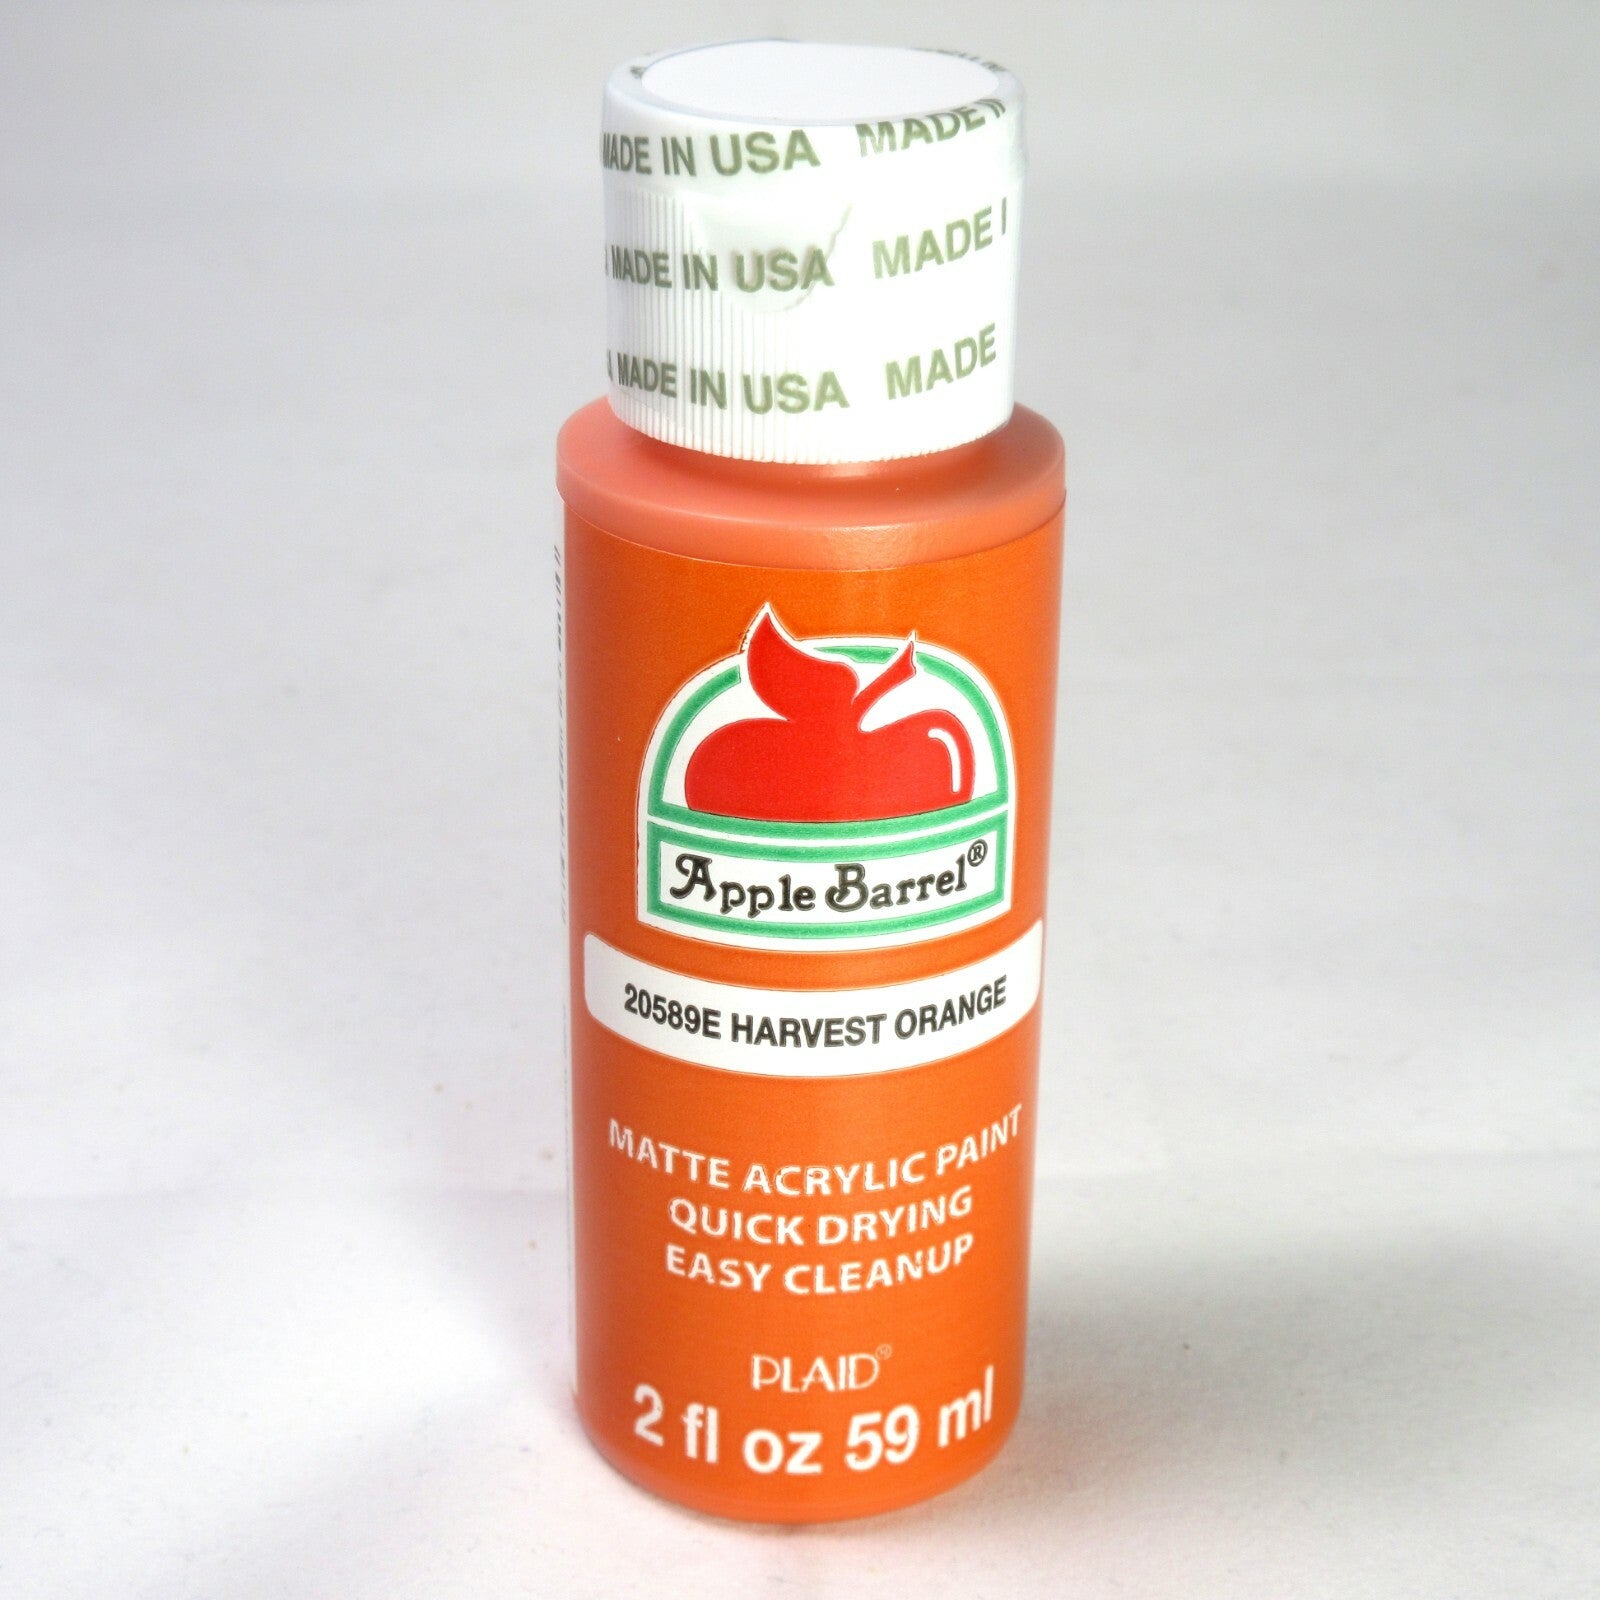 MADE IN USA MADE
MADE IN USA MADE
MADE IN USA MADE
Apple Barrel®
20589E HARVEST ORANGE
MATTE ACRYLIC PAINT
QUICK DRYING
EASY CLEANUP
PLAID®
2 fl oz 59 ml